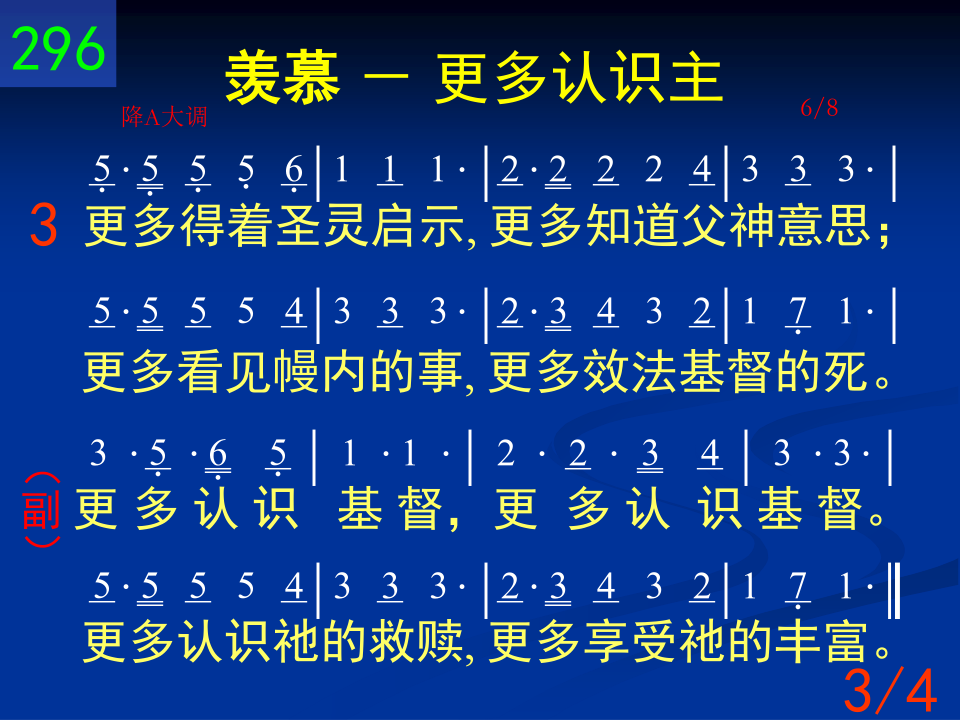 296
羡慕 － 更多认识主
降A大调 6/8
5·5 5 5 6|1 1 1·|2·2 2 2 4|3 3 3·|
3 更多得着圣灵启示, 更多知道父神意思；
5·5 5 5 4|3 3 3·|2·3 4 3 2|1 7 1·|
更多看见幔内的事, 更多效法基督的死。
3 ·5 ·6 5| 1 ·1 ·| 2 · 2 · 3 4| 3 ·3·|
（副） 更 多 认 识 基 督，更 多 认 识 基 督。
5·5 5 5 4|3 3 3·|2·3 4 3 2|1 7 1·‖
更多认识祂的救赎, 更多享受祂的丰富。
3/4